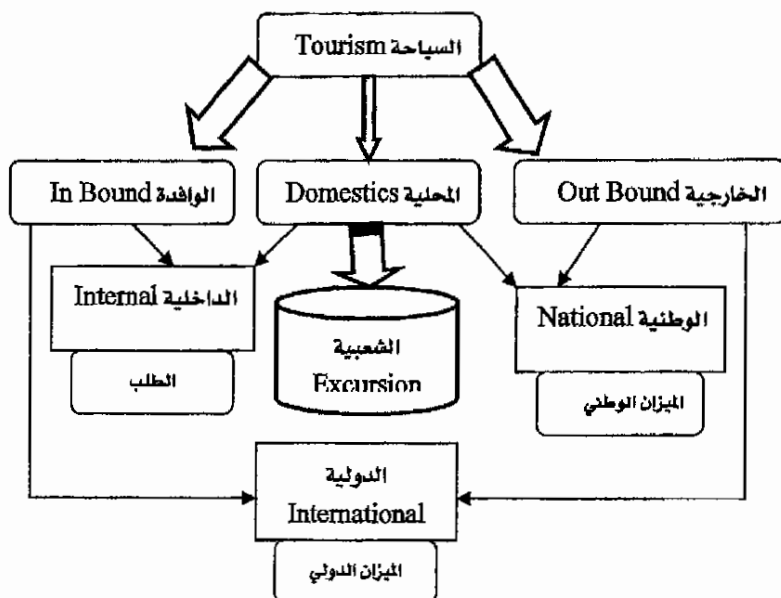 السياحة Tourism
الوافدة In Bound
المحلية Domestics
الخارجية Out Bound
الداخلية Internal
الطلب
الشعبية
Excursion
الوطنية National
الميزان الوطني
الدولية
International
الميزان الدولي